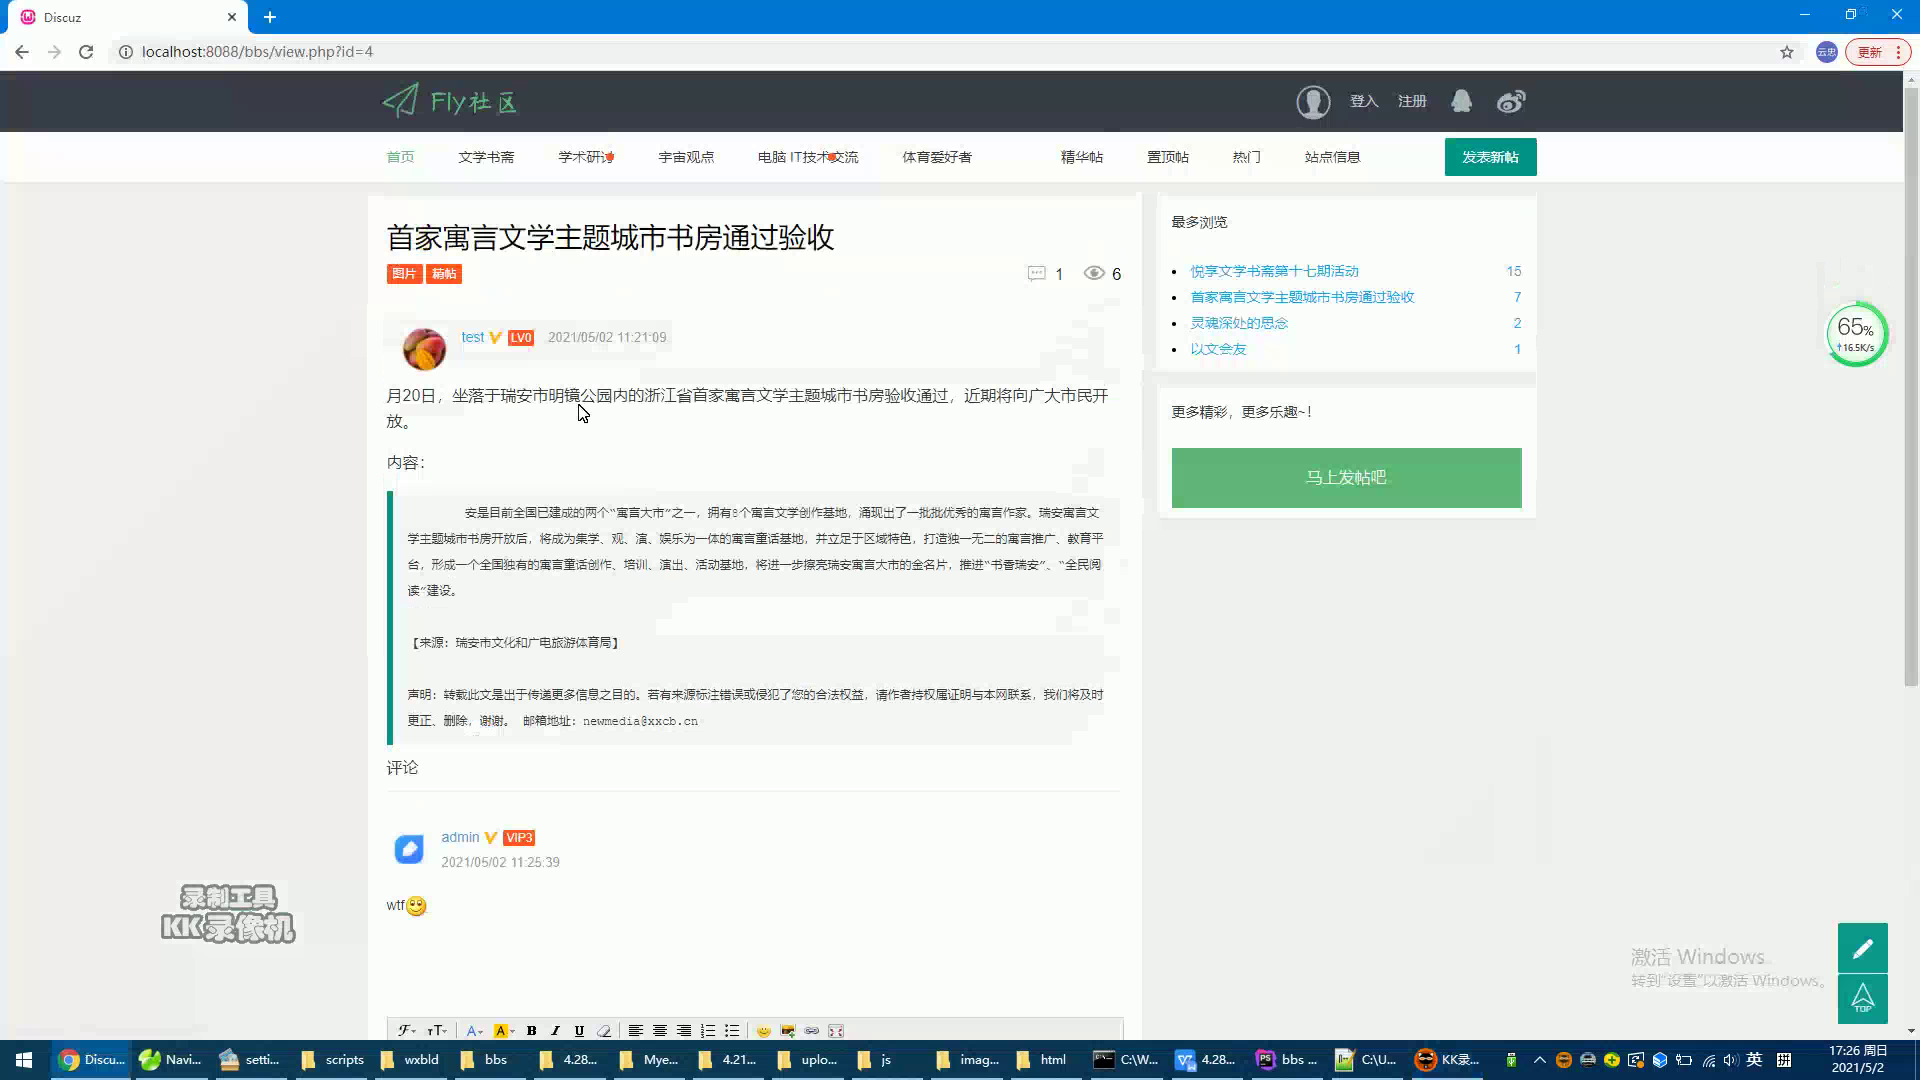 Discuz
localhost:8088/bbs/view.php?id=4
云忠
更新
Fly社区
登入
注册
首页
文学书斋
学术研讨
宇宙观点
电脑 IT技术交流
体育爱好者
精华帖
置顶帖
热门
站点信息
发表新帖
首家寓言文学主题城市书房通过验收
图片
精帖
1
6
test
LV0
2021/05/02 11:21:09
月20日，坐落于瑞安市明镜公园内的浙江省首家寓言文学主题城市书房验收通过，近期将向广大市民开
放。
内容：
安是目前全国已建成的两个“寓言大市”之一，拥有8个寓言文学创作基地，涌现出了一批批优秀的寓言作家。瑞安寓言文
学主题城市书房开放后，将成为集学、观、演、娱乐为一体的寓言童话基地，并立足于区域特色，打造独一无二的寓言推广、教育平
台，形成一个全国独有的寓言童话创作、培训、演出、活动基地，将进一步擦亮瑞安寓言大市的金名片，推进“书香瑞安”、“全民阅
读”建设。
【来源：瑞安市文化和广电旅游体育局】
声明：转载此文是出于传递更多信息之目的。若有来源标注错误或侵犯了您的合法权益，请作者持权属证明与本网联系，我们将及时
更正、删除，谢谢。 邮箱地址：newmedia@xxcb.cn
评论
admin
VIP3
2021/05/02 11:25:39
wtf
最多浏览
悦享文学书斋第十七期活动 15
首家寓言文学主题城市书房通过验收 7
灵魂深处的思念 2
以文会友 1
更多精彩，更多乐趣~！
马上发帖吧
65%
16.5K/s
录制工具
KK录像机
激活 Windows
转到“设置”以激活 Windows。
TOP
Discu...
Navi...
setti...
scripts
wxbld
bbs
4.28...
Mye...
4.21...
uplo...
js
imag...
html
C:\W...
4.28...
bbs ...
C:\U...
KK录...
英
拼
17:26 周日
2021/5/2